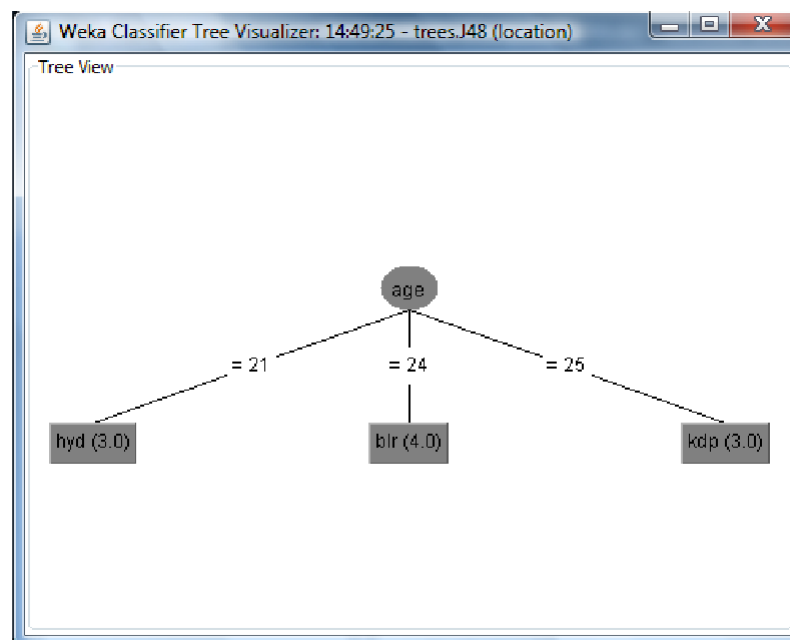 Weka Classifier Tree Visualizer: 14:49:25 - trees.J48 (location)
Tree View
age
= 21
= 24
= 25
hyd (3.0)
blr (4.0)
kdp (3.0)